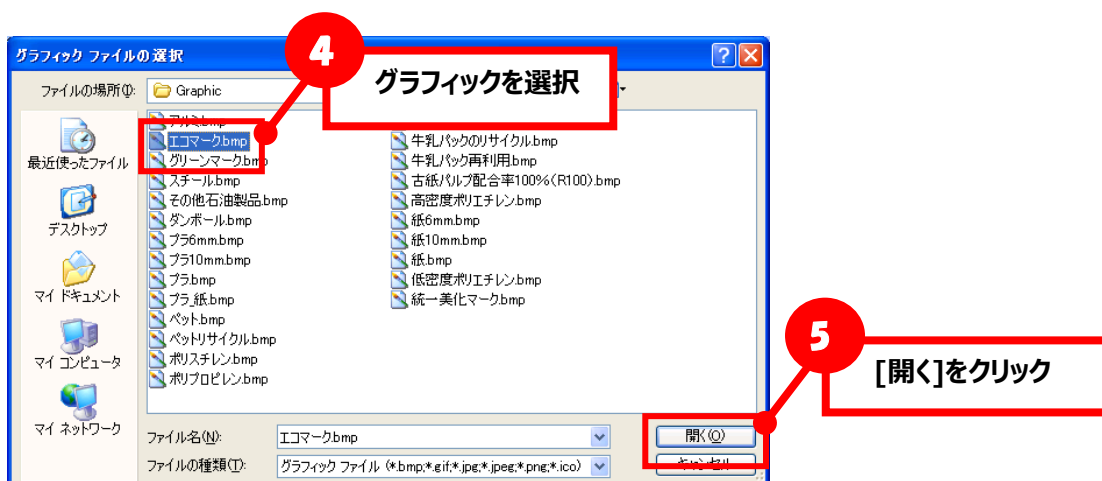 グラフィック ファイルの選択
4
グラフィックを選択
ファイルの場所(I):
Graphic
最近使ったファイル
デスクトップ
マイ ドキュメント
マイ コンピュータ
マイ ネットワーク
アルミ.bmp
エコマーク.bmp
グリーンマーク.bmp
スチール.bmp
その他石油製品.bmp
ダンボール.bmp
プラ6mm.bmp
プラ10mm.bmp
プラ.bmp
プラ_紙.bmp
ペット.bmp
ペットリサイクル.bmp
ポリスチレン.bmp
ポリプロピレン.bmp
牛乳パックのリサイクル.bmp
牛乳パック再利用.bmp
古紙パルプ配合率100%(R100).bmp
高密度ポリエチレン.bmp
紙6mm.bmp
紙10mm.bmp
紙.bmp
低密度ポリエチレン.bmp
統一美化マーク.bmp
5
[開く]をクリック
ファイル名(N):
エコマーク.bmp
開く(O)
ファイルの種類(T):
グラフィック ファイル (*.bmp;*.gif;*.jpg;*.jpeg;*.png;*.ico)
キャンセル